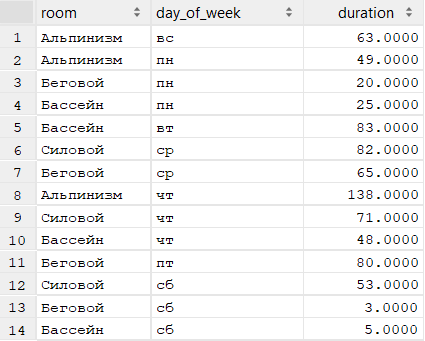 room day_of_week duration
1 Альпинизм вс 63.0000
2 Альпинизм пн 49.0000
3 Беговой пн 20.0000
4 Бассейн пн 25.0000
5 Бассейн вт 83.0000
6 Силовой ср 82.0000
7 Беговой ср 65.0000
8 Альпинизм чт 138.0000
9 Силовой чт 71.0000
10 Бассейн чт 48.0000
11 Беговой пт 80.0000
12 Силовой сб 53.0000
13 Беговой сб 3.0000
14 Бассейн сб 5.0000